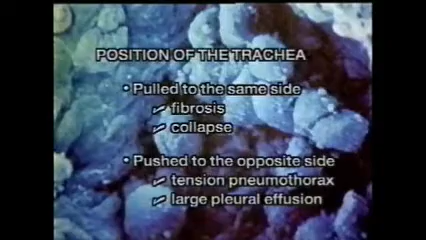 POSITION OF THE TRACHEA
• Pulled to the same side
✓ fibrosis
✓ collapse
• Pushed to the opposite side
✓ tension pneumothorax
✓ large pleural effusion